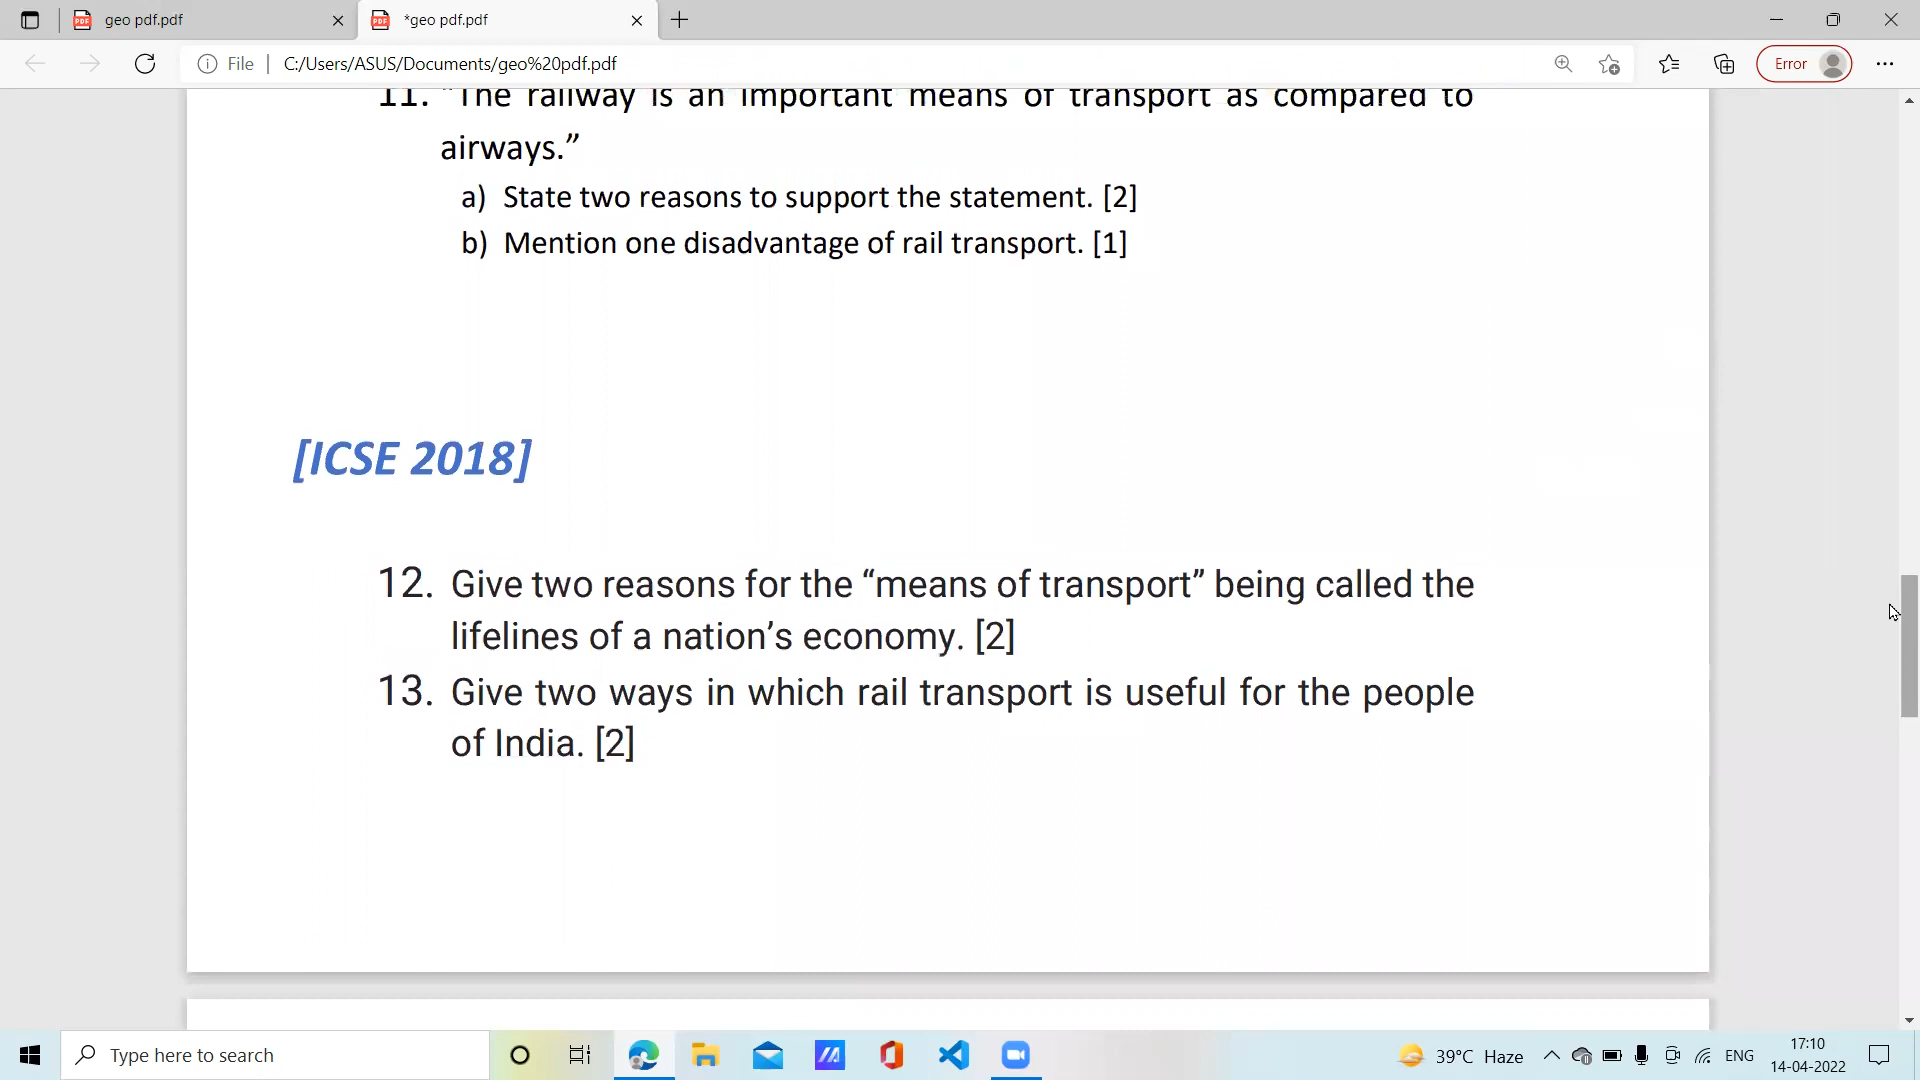 geo pdf.pdf
*geo pdf.pdf
File
C:/Users/ASUS/Documents/geo%20pdf.pdf
Error
11. "The railway is an important means of transport as compared to
airways.”
a) State two reasons to support the statement. [2]
b) Mention one disadvantage of rail transport. [1]
[ICSE 2018]
12. Give two reasons for the “means of transport” being called the
lifelines of a nation’s economy. [2]
13. Give two ways in which rail transport is useful for the people
of India. [2]
Type here to search
39°C Haze
ENG
17:10
14-04-2022